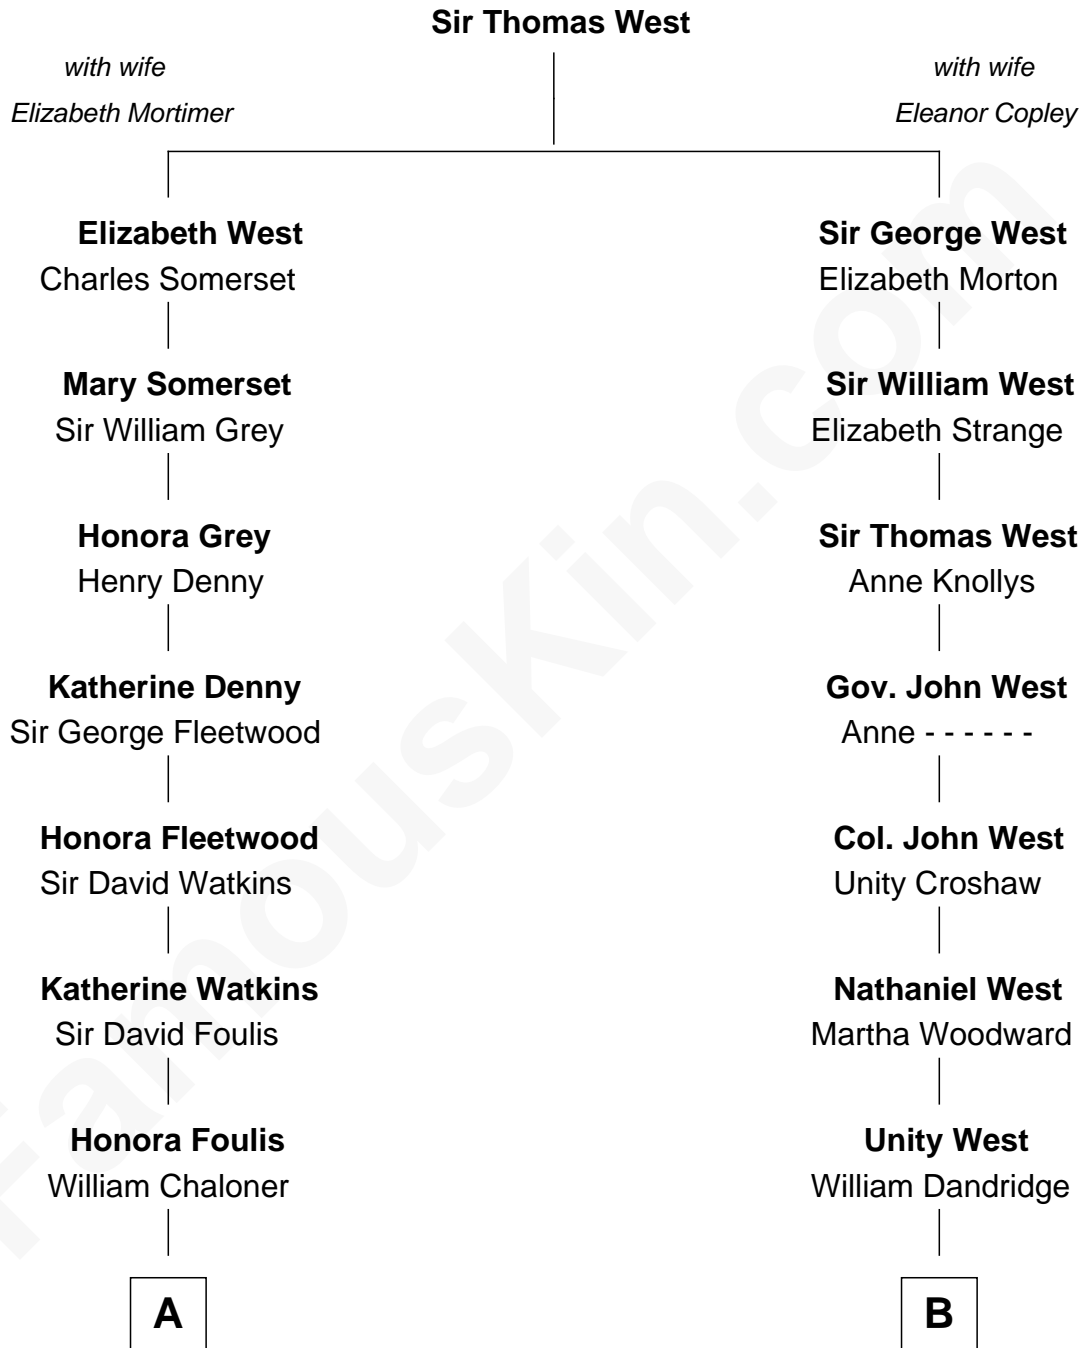 Sir Thomas West
with wife
Elizabeth Mortimer
with wife
Eleanor Copley
Elizabeth West
Charles Somerset
Sir George West
Elizabeth Morton
Mary Somerset
Sir William Grey
Sir William West
Elizabeth Strange
Honora Grey
Henry Denny
Sir Thomas West
Anne Knollys
Katherine Denny
Sir George Fleetwood
Gov. John West
Anne - - - - - -
Honora Fleetwood
Sir David Watkins
Col. John West
Unity Croshaw
Katherine Watkins
Sir David Foulis
Nathaniel West
Martha Woodward
Honora Foulis
William Chaloner
Unity West
William Dandridge
A
B
FamousKin.com